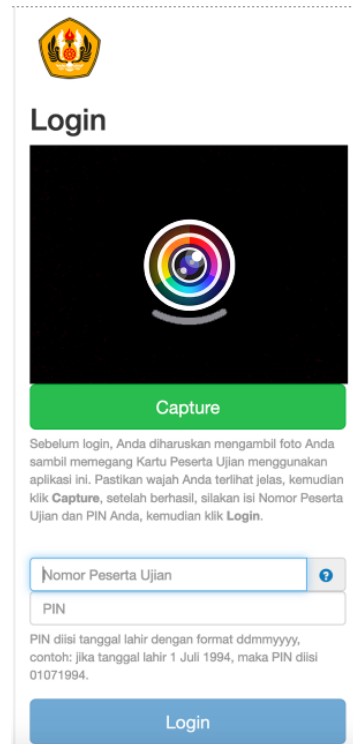 Login
Capture
Sebelum login, Anda diharuskan mengambil foto Anda
sambil memegang Kartu Peserta Ujian menggunakan
aplikasi ini. Pastikan wajah Anda terlihat jelas, kemudian
klik Capture, setelah berhasil, silakan isi Nomor Peserta
Ujian dan PIN Anda, kemudian klik Login.
Nomor Peserta Ujian
PIN
PIN diisi tanggal lahir dengan format ddmmyyyy,
contoh: jika tanggal lahir 1 Juli 1994, maka PIN diisi
01071994.
Login